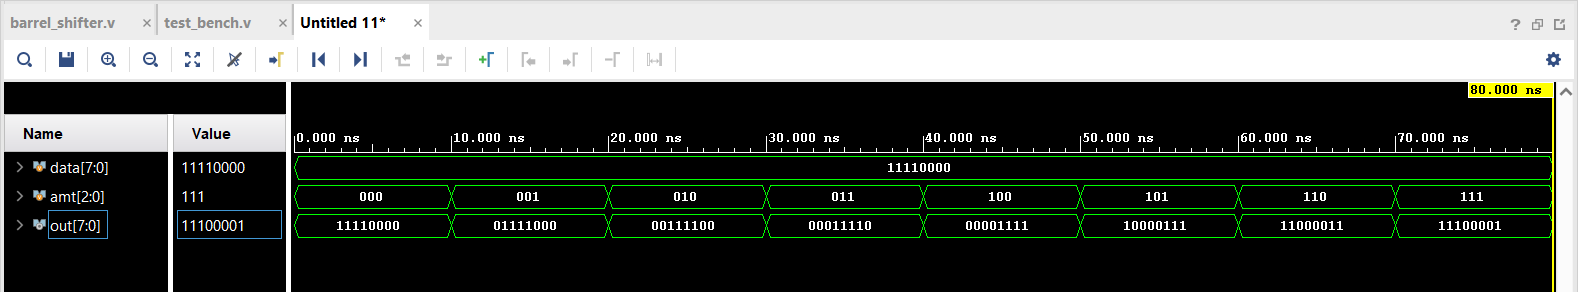 barrel_shifter.v × test_bench.v × Untitled 11* ×
?
Name Value
80.000 ns
0.000 ns 10.000 ns 20.000 ns 30.000 ns 40.000 ns 50.000 ns 60.000 ns 70.000 ns
data[7:0] 11110000 11110000
amt[2:0] 111 000 001 010 011 100 101 110 111
out[7:0] 11100001 11110000 01111000 00111100 00011110 00001111 10000111 11000011 11100001